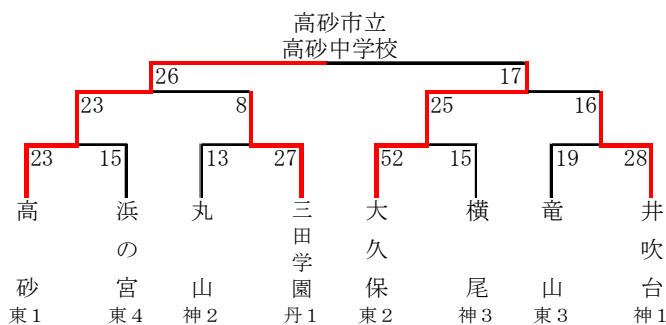 高砂市立
高砂中学校
26 17
23 8 25 16
23 15 13 27 52 15 19 28
高砂 浜の宮 丸山 三田学園 大久保 横尾 竜山 井吹台
東1 東4 神2 丹1 東2 神3 東3 神1